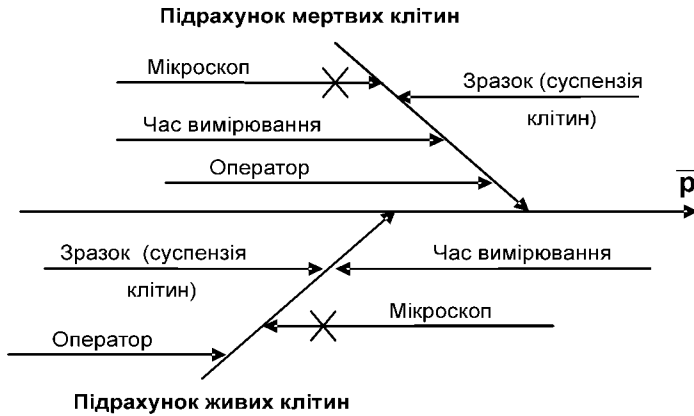 Підрахунок мертвих клітин
Мікроскоп
Зразок (суспензія
клітин)
Час вимірювання
Оператор
p̅
Зразок (суспензія
клітин)
Час вимірювання
Мікроскоп
Оператор
Підрахунок живих клітин